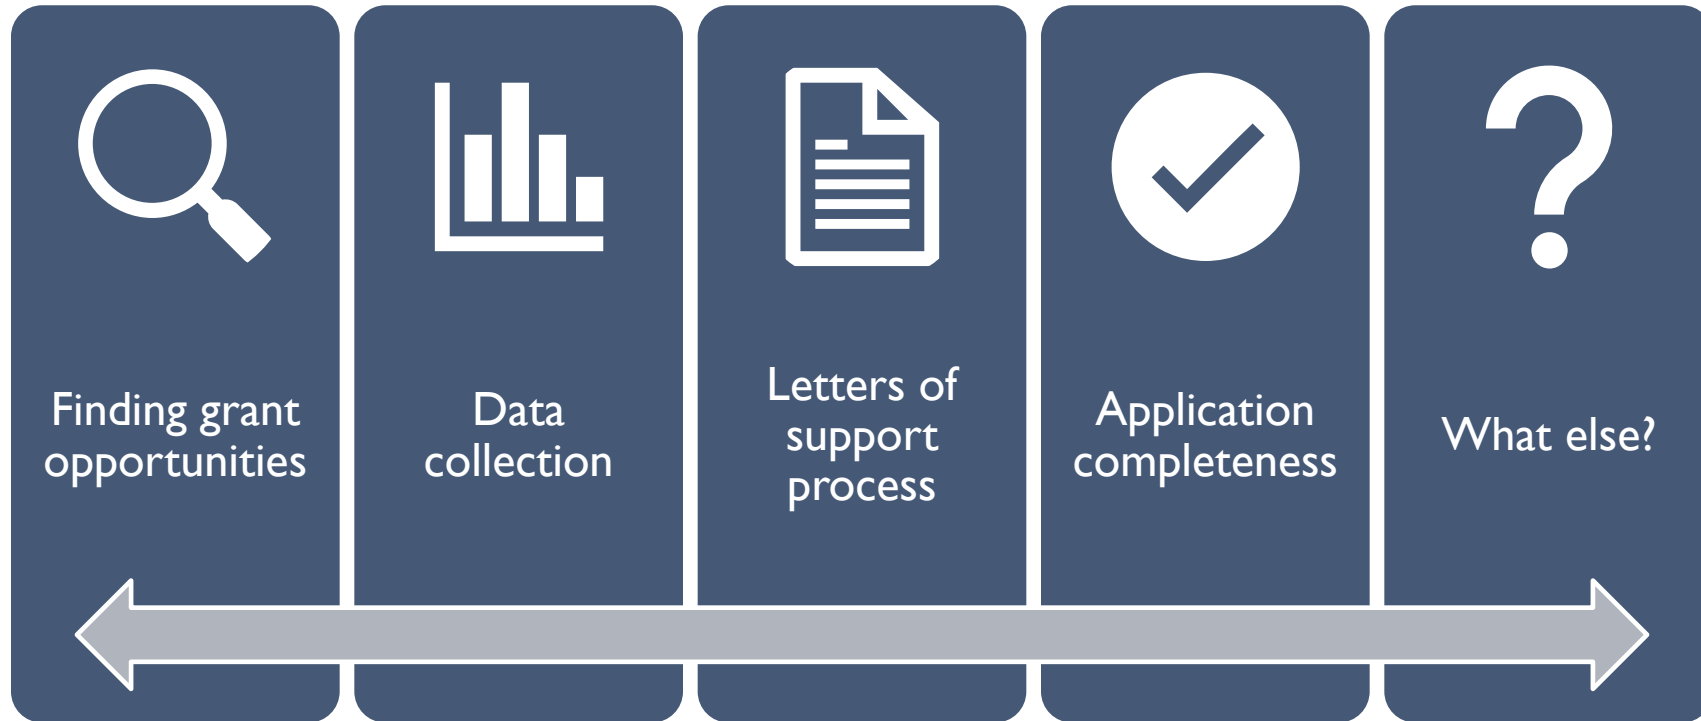 Finding grant
opportunities
Data
collection
Letters of
support
process
Application
completeness
What else?